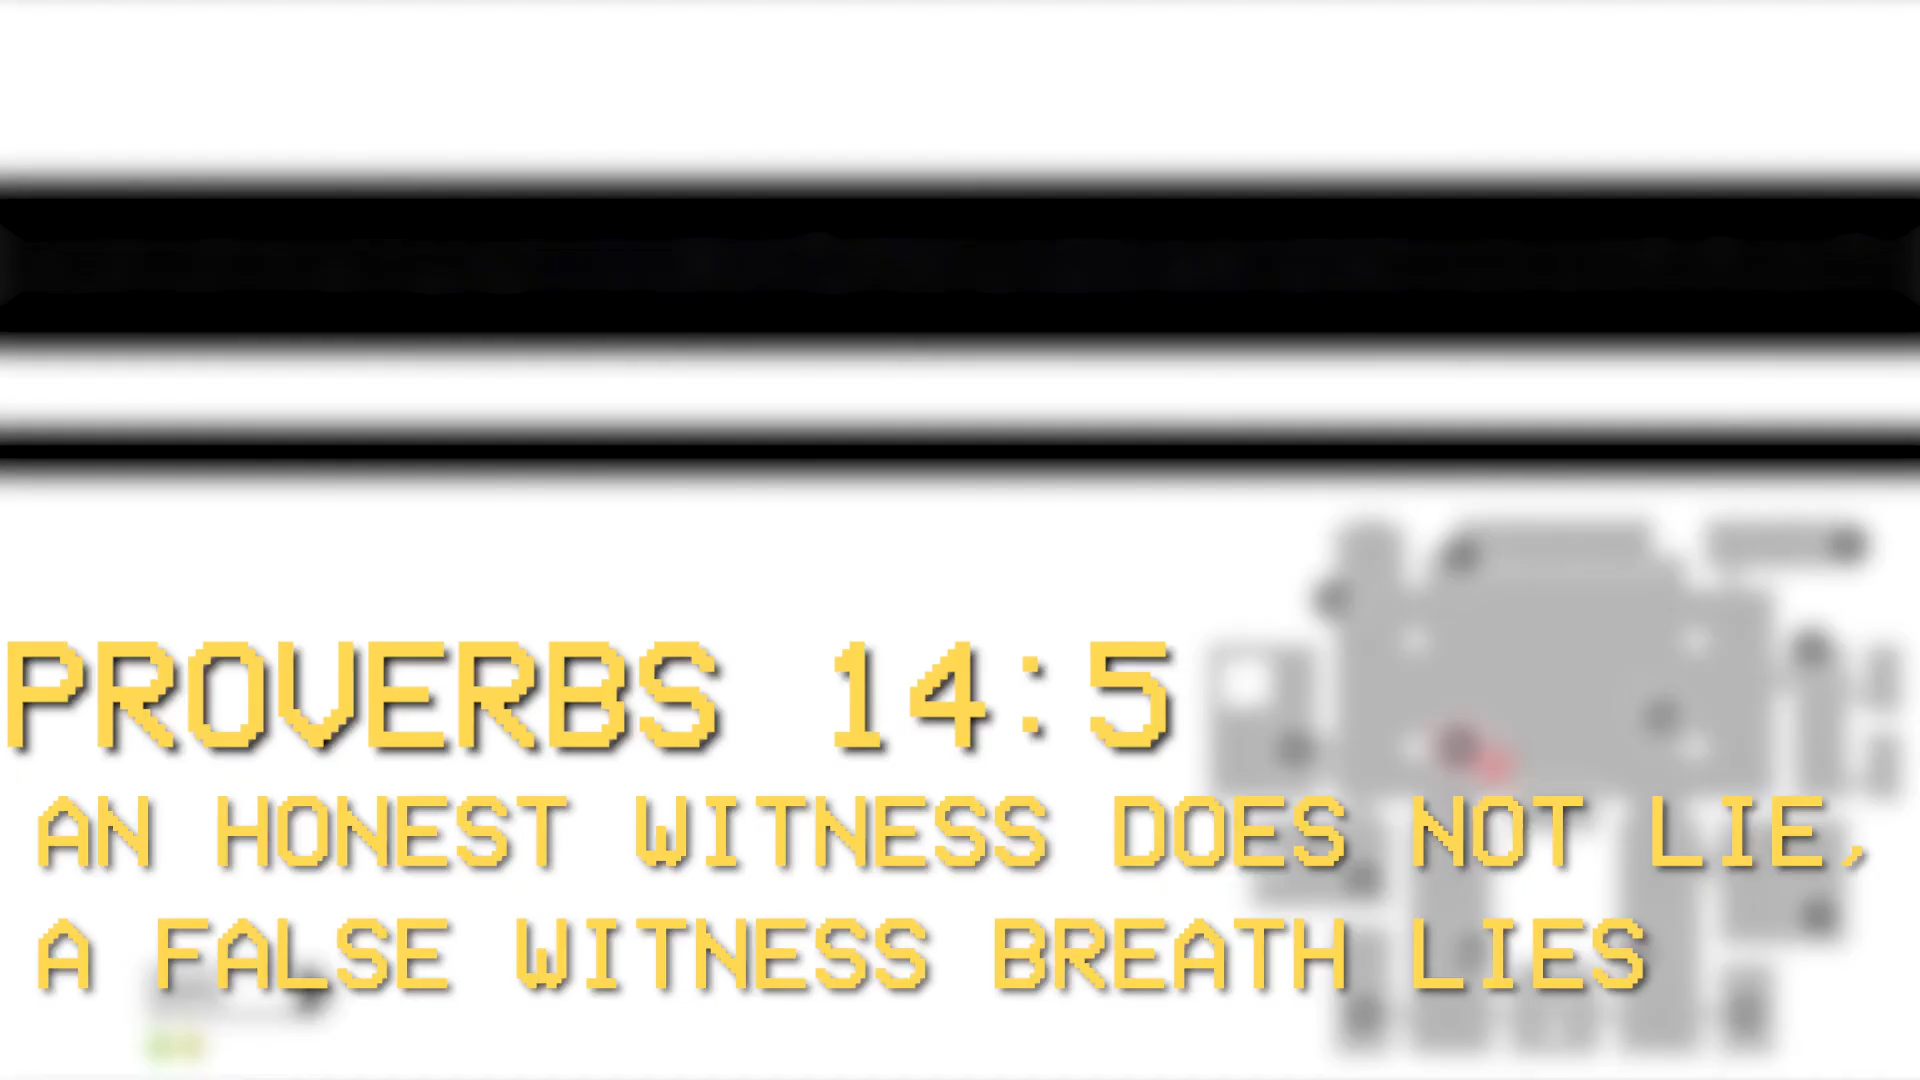 PROVERBS 14:5
AN HONEST WITNESS DOES NOT LIE,
A FALSE WITNESS BREATH LIES